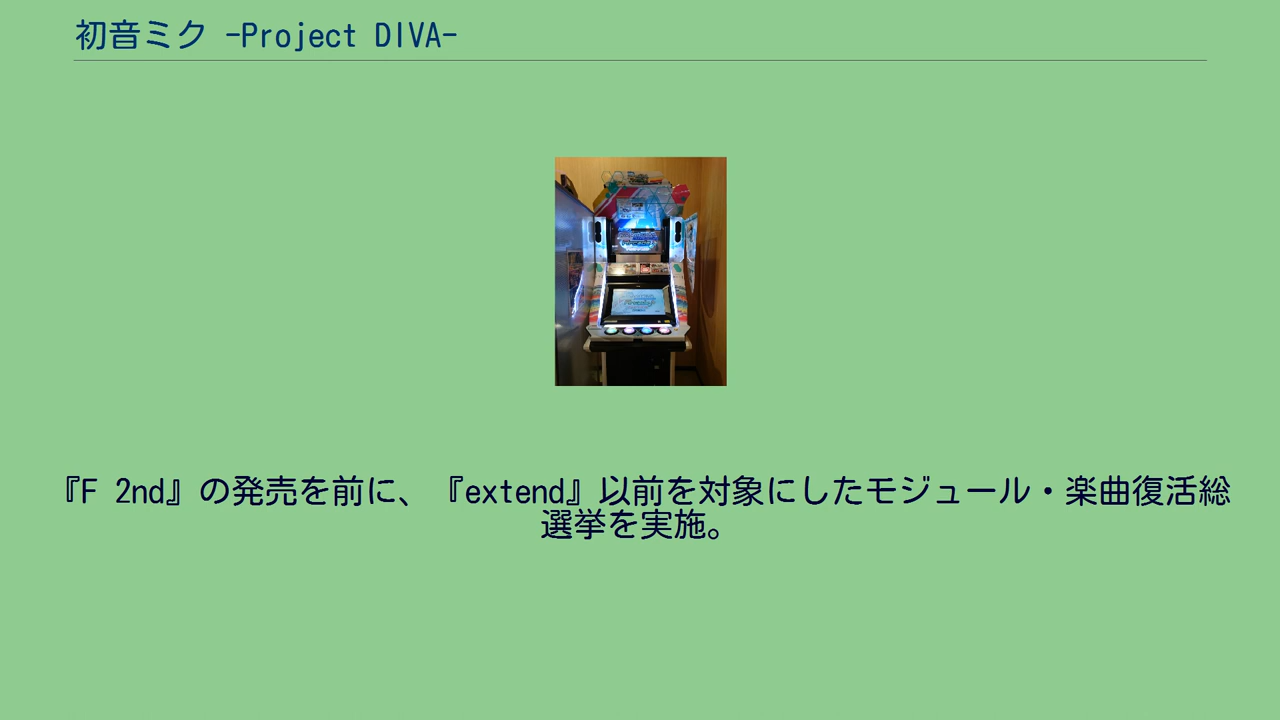 初音ミク -Project DIVA-
『F 2nd』の発売を前に、『extend』以前を対象にしたモジュール・楽曲復活総
選挙を実施。